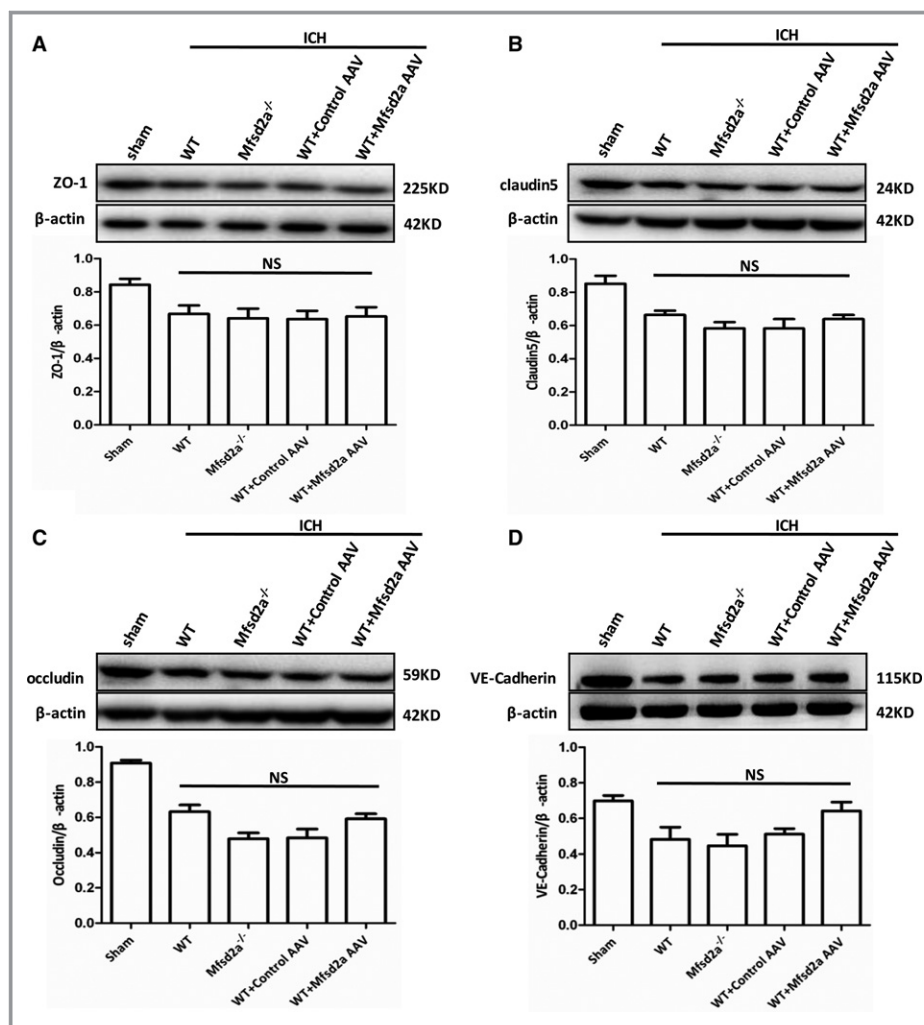 A
ICH
sham
WT
Mfsd2a-/-
WT+Control AAV
WT+Mfsd2a AAV
ZO-1
225KD
β-actin
42KD
NS
1.0
0.8
0.6
0.4
0.2
0.0
ZO-1/β -actin
Sham
WT
Mfsd2a-/-
WT+Control AAV
WT+Mfsd2a AAV
B
ICH
sham
WT
Mfsd2a-/-
WT+Control AAV
WT+Mfsd2a AAV
claudin5
24KD
β-actin
42KD
NS
1.0
0.8
0.6
0.4
0.2
0.0
Claudin5/β -actin
Sham
WT
Mfsd2a-/-
WT+Control AAV
WT+Mfsd2a AAV
C
ICH
sham
WT
Mfsd2a-/-
WT+Control AAV
WT+Mfsd2a AAV
occludin
59KD
β-actin
42KD
NS
1.0
0.8
0.6
0.4
0.2
0.0
Occludin/β -actin
Sham
WT
Mfsd2a-/-
WT+Control AAV
WT+Mfsd2a AAV
D
ICH
sham
WT
Mfsd2a-/-
WT+Control AAV
WT+Mfsd2a AAV
VE-Cadherin
115KD
β-actin
42KD
NS
1.0
0.8
0.6
0.4
0.2
0.0
VE-Cadherin/β -actin
Sham
WT
Mfsd2a-/-
WT+Control AAV
WT+Mfsd2a AAV